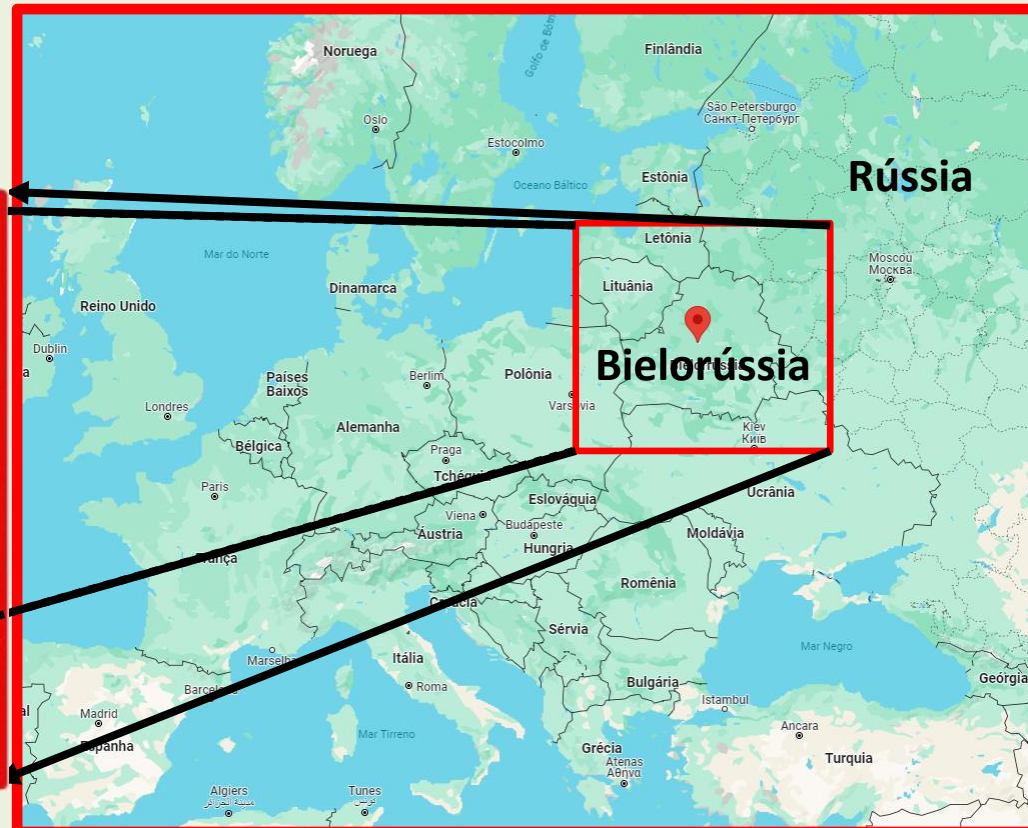 Noruega
Finlândia
Oslo
São Petersburgo
Санкт-Петербург
Estocolmo
Estônia
Rússia
Oceano Báltico
Mar do Norte
Letônia
Moscou
Москва
Lituânia
Dinamarca
Reino Unido
Dublin
Bielorússia
Países
Baixos
Berlim
Polônia
Varsóvia
Londres
Alemanha
Kiev
Київ
Bélgica
Praga
Tchéquia
Paris
Ucrânia
Eslováquia
Viena
Áustria
Budapeste
Hungria
Moldávia
França
Romênia
Croácia
Sérvia
Mar Negro
Marselha
Itália
Geórgia
Barcelona
Roma
Bulgária
Istambul
Madrid
Espanha
Mar Tirreno
Ancara
Grécia
Atenas
Αθήνα
Turquia
Algiers
مدينة الجزائر
Tunes
تونس